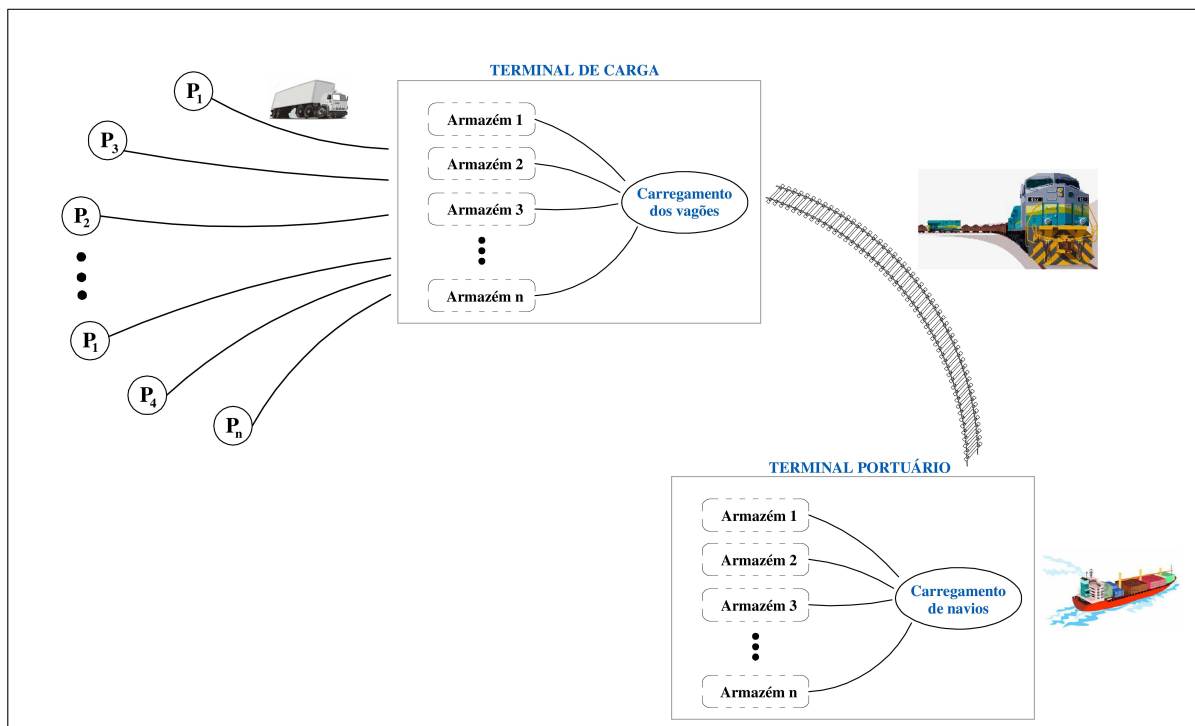 TERMINAL DE CARGA
P1
P3
P2
P1
P4
Pn
Armazém 1
Armazém 2
Armazém 3
Armazém n
Carregamento
dos vagões
TERMINAL PORTUÁRIO
Armazém 1
Armazém 2
Armazém 3
Armazém n
Carregamento
de navios